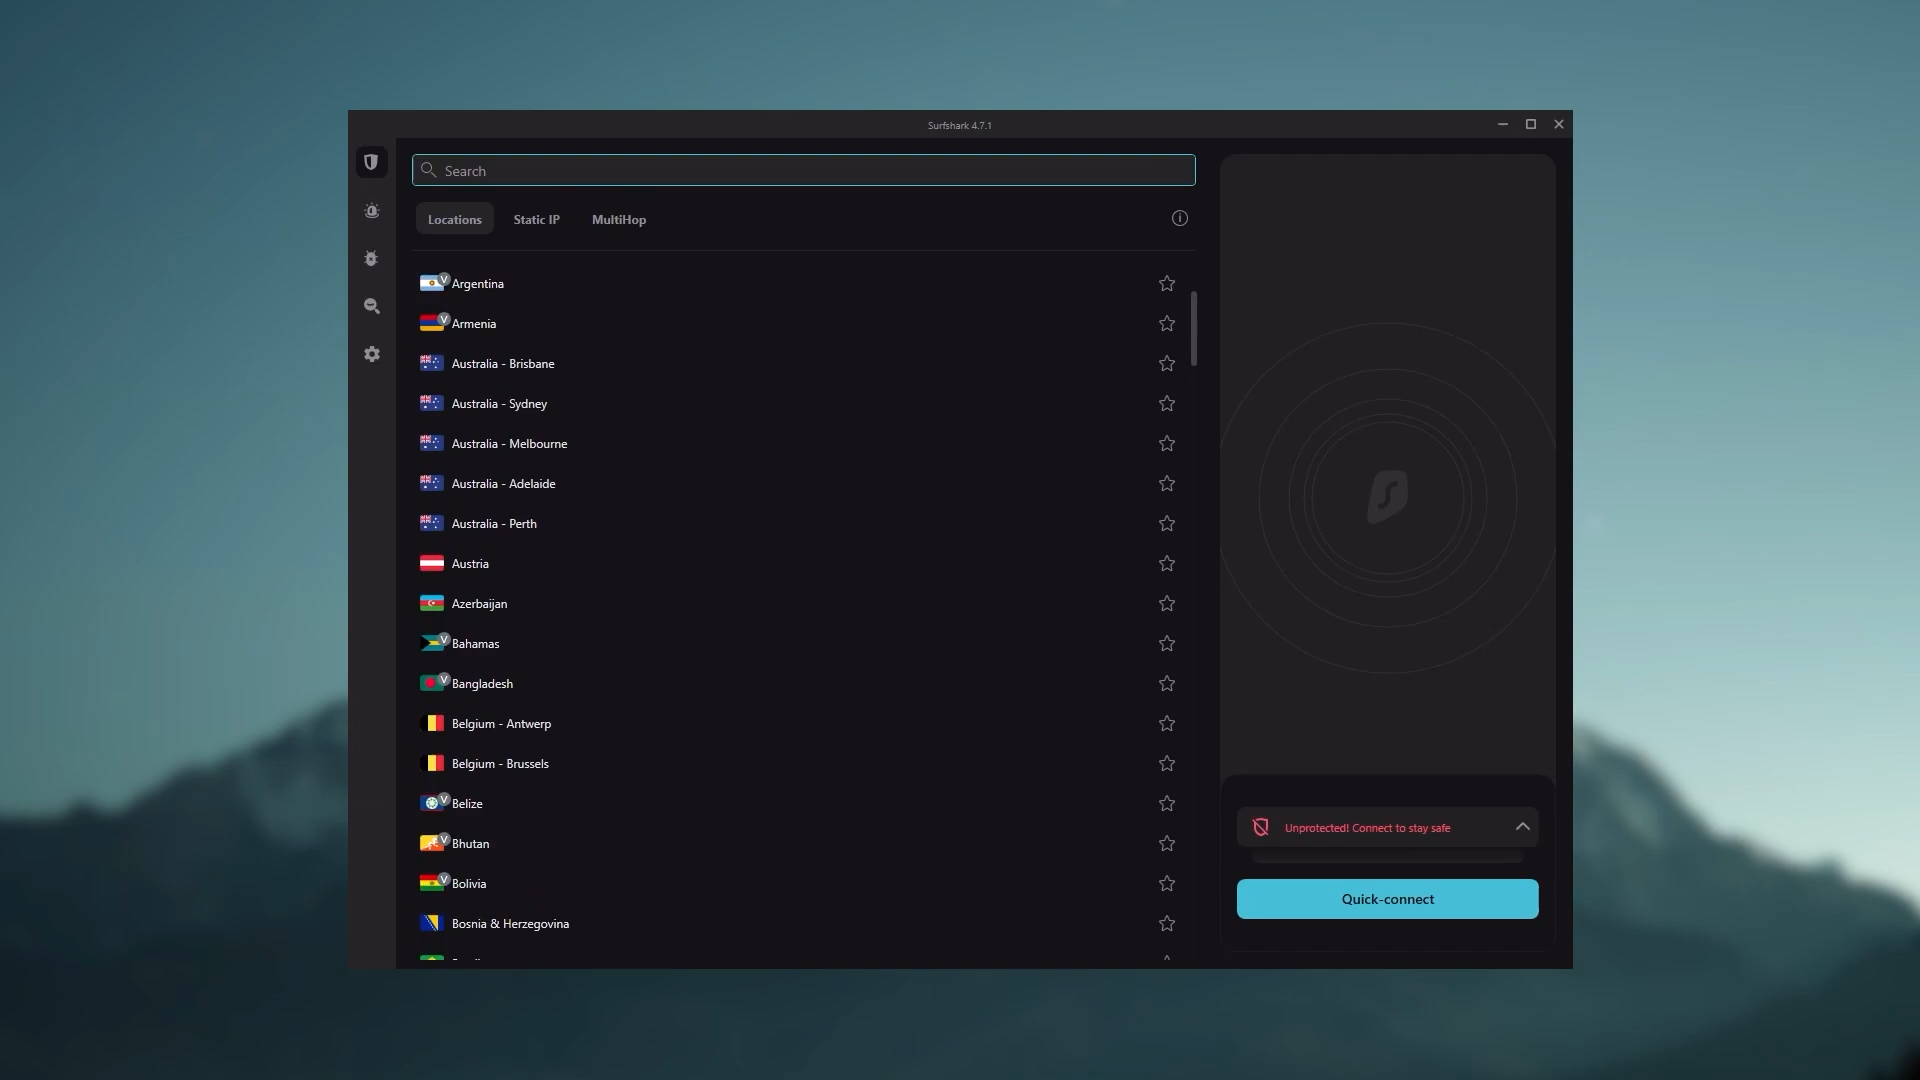 Surfshark 4.7.1
Search
Locations
Static IP
MultiHop
V
Argentina
V
Armenia
Australia - Brisbane
Australia - Sydney
Australia - Melbourne
Australia - Adelaide
Australia - Perth
Austria
Azerbaijan
V
Bahamas
V
Bangladesh
Belgium - Antwerp
Belgium - Brussels
V
Belize
V
Bhutan
V
Bolivia
Bosnia & Herzegovina
Unprotected! Connect to stay safe
Quick-connect